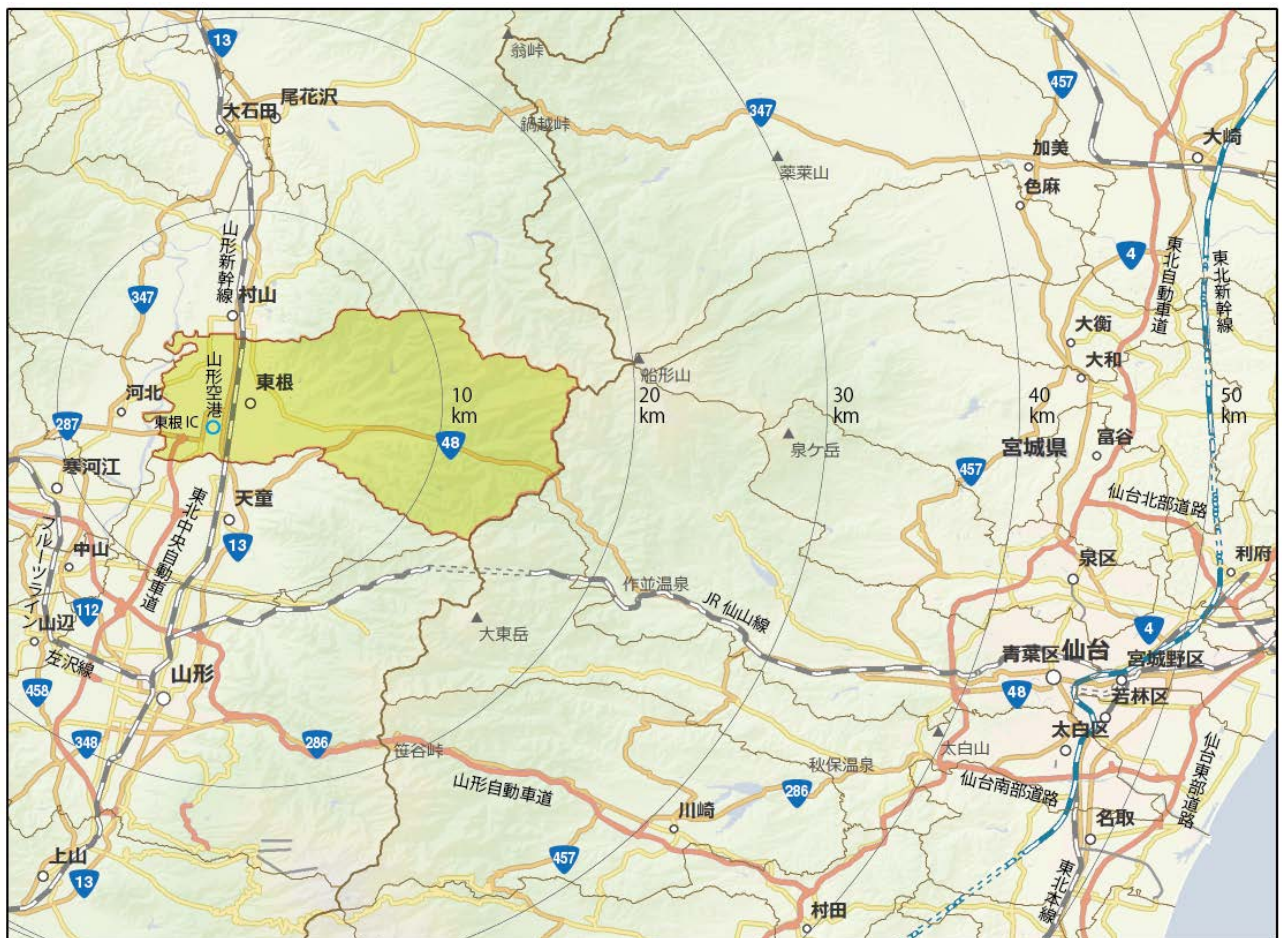 13
翁峠
457
尾花沢
大石田
鍋越峠
347
大崎
加美
薬莱山
色麻
山形新幹線
4
東北自動車道
東北新幹線
347
村山
大衡
船形山
大和
山形空港
東根
河北
10
km
20
km
30
km
40
km
50
km
東根 IC
287
48
泉ケ岳
宮城県
富谷
457
寒河江
天童
東北中央自動車道
仙台北部道路
13
フルーツライン
中山
作並温泉
泉区
利府
112
JR 仙山線
大東岳
4
山辺
左沢線
青葉区
仙台
宮城野区
山形
458
48
若林区
348
286
笹谷峠
太白山
太白区
山形自動車道
秋保温泉
286
仙台南部道路
仙台東部道路
川崎
名取
上山
13
457
東北本線
村田